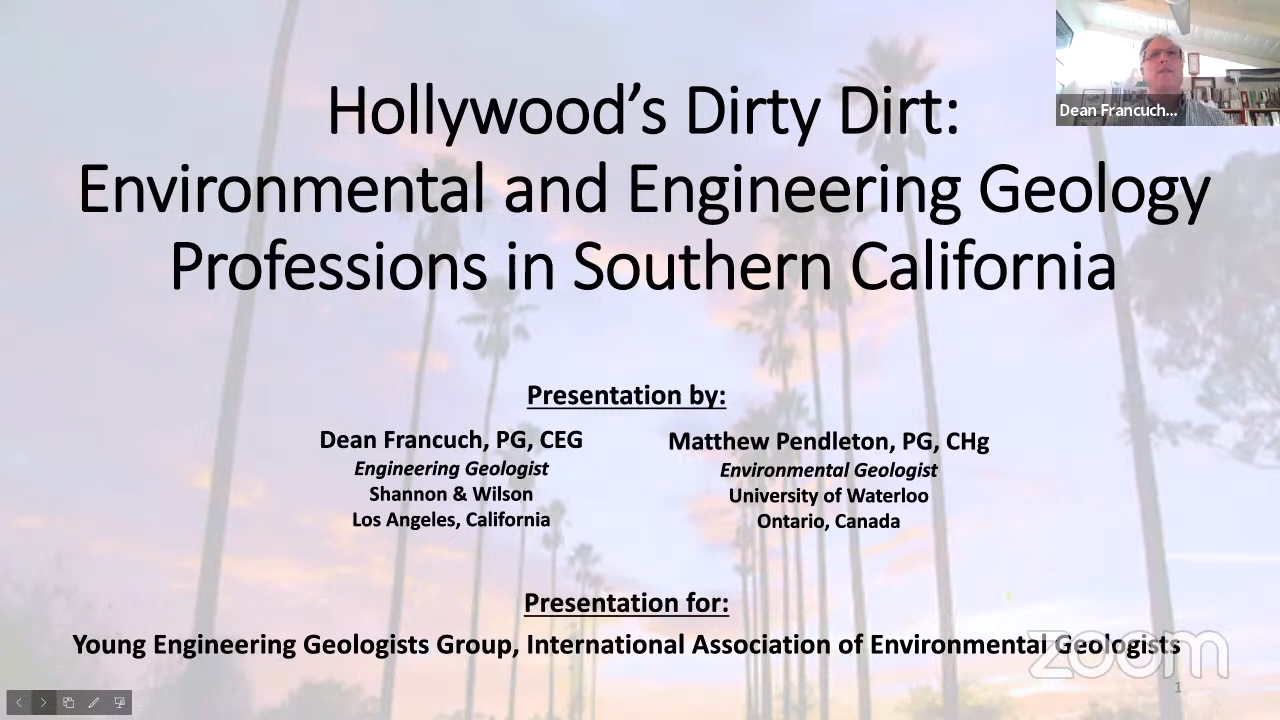 Hollywood's Dirty Dirt:
Environmental and Engineering Geology
Professions in Southern California
Dean Francuch...
Presentation by:
Dean Francuch, PG, CEG
Engineering Geologist
Shannon & Wilson
Los Angeles, California
Matthew Pendleton, PG, CHg
Environmental Geologist
University of Waterloo
Ontario, Canada
Presentation for:
Young Engineering Geologists Group, International Association of Environmental Geologists
zoom
1